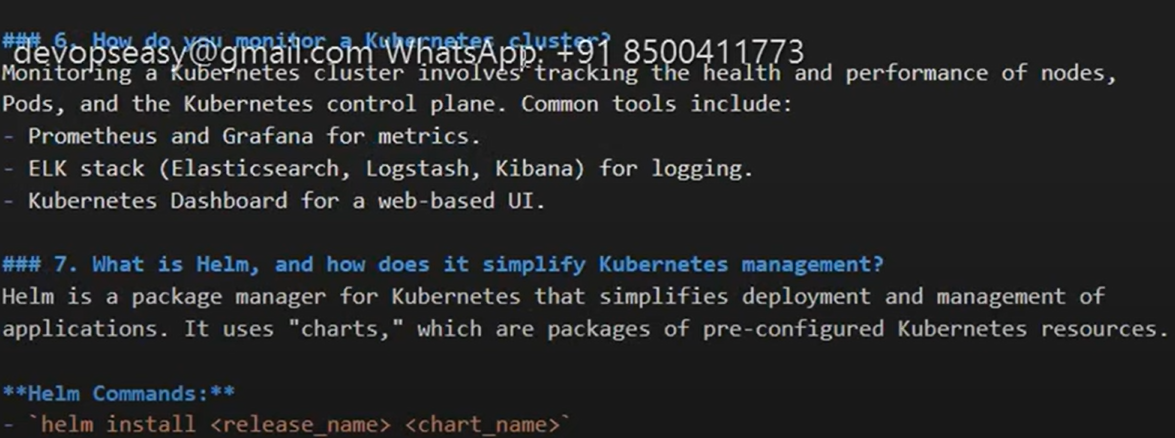 ### 6. How do you monitor a Kubernetes cluster?
devopseasy@gmail.com WhatsApp: +91 8500411773
Monitoring a Kubernetes cluster involves tracking the health and performance of nodes,
Pods, and the Kubernetes control plane. Common tools include:
- Prometheus and Grafana for metrics.
- ELK stack (Elasticsearch, Logstash, Kibana) for logging.
- Kubernetes Dashboard for a web-based UI.
### 7. What is Helm, and how does it simplify Kubernetes management?
Helm is a package manager for Kubernetes that simplifies deployment and management of
applications. It uses "charts," which are packages of pre-configured Kubernetes resources.
**Helm Commands:**
- `helm install <release_name> <chart_name>`